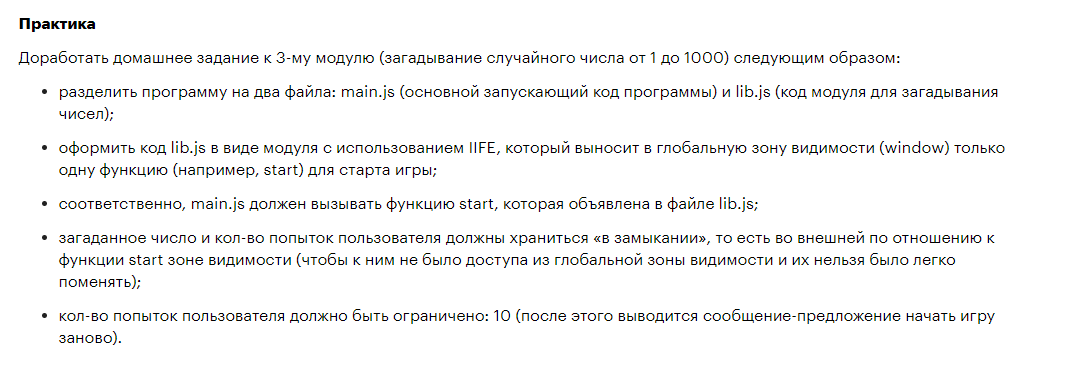 Практика
Доработать домашнее задание к 3-му модулю (загадывание случайного числа от 1 до 1000) следующим образом:
• разделить программу на два файла: main.js (основной запускающий код программы) и lib.js (код модуля для загадывания
чисел);
• оформить код lib.js в виде модуля с использованием IIFE, который выносит в глобальную зону видимости (window) только
одну функцию (например, start) для старта игры;
• соответственно, main.js должен вызывать функцию start, которая объявлена в файле lib.js;
• загаданное число и кол-во попыток пользователя должны храниться «в замыкании», то есть во внешней по отношению к
функции start зоне видимости (чтобы к ним не было доступа из глобальной зоны видимости и их нельзя было легко
поменять);
• кол-во попыток пользователя должно быть ограничено: 10 (после этого выводится сообщение-предложение начать игру
заново).